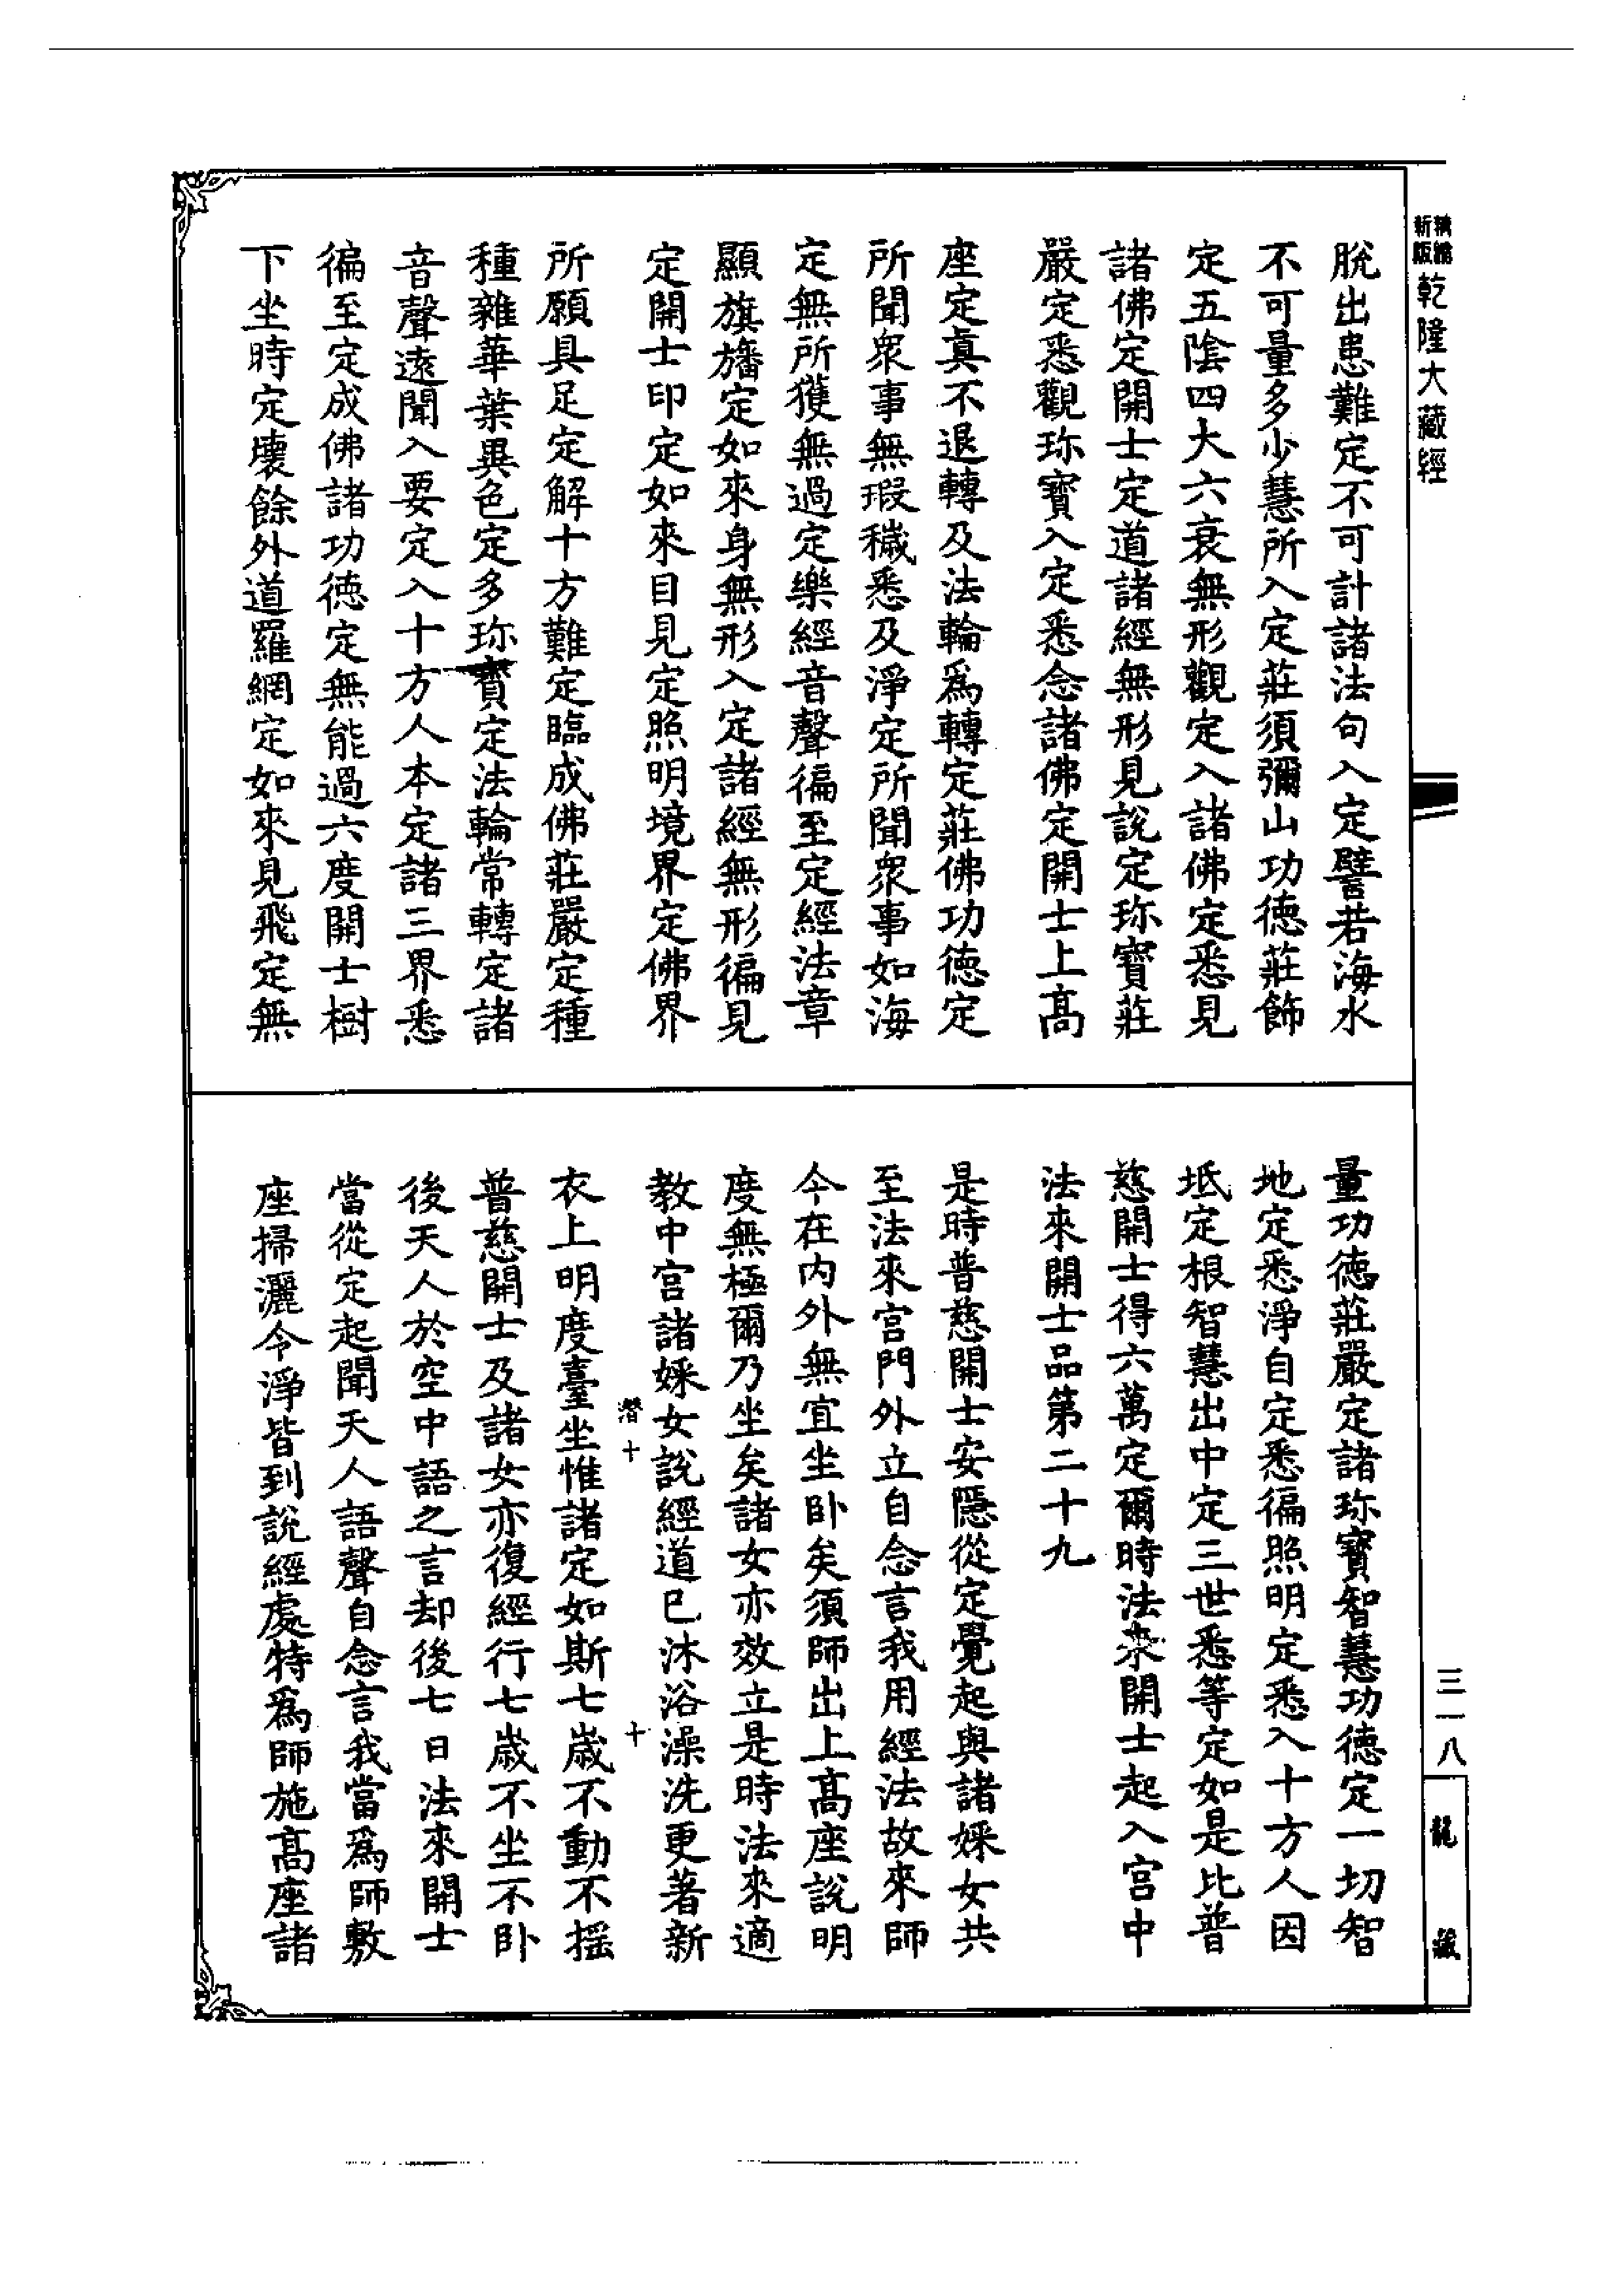 新版
精縮
乾隆大藏經
脫出患難定不可計諸法句入定譬若海水
不可量多少慧所入定莊須彌山功德莊飾
定五陰四大六衰無形觀定入諸佛定悉見
諸佛定開士定道諸經無形見說定珎寶莊
嚴定悉觀珎寶入定悉念諸佛定開士上高
座定真不退轉及法輪為轉定莊佛功德定
所聞衆事無瑕穢悉及淨定所聞衆事如海
定無所獲無過定樂經音聲徧至定經法章
顯旗旛定如來身無形入定諸經無形徧見
定開士印定如來目見定照明境界定佛界
所願具足定解十方難定臨成佛莊嚴定種
種雜華葉異色定多珎寶定法輪常轉定諸
音聲遠聞入要定入十方人本定諸三界悉
徧至定成佛諸功德定無能過六度開士樹
下坐時定壞餘外道羅網定如來見飛定無
量功德莊嚴定諸珎寶智慧功德定一切智
地定悉淨自定悉徧照明定悉入十方人因
坻定根智慧出中定三世悉等定如是比普
慈開士得六萬定爾時法來開士起入宮中
法來開士品第二十九
是時普慈開士安隱從定覺起與諸婇女共
至法來宮門外立自念言我用經法故來師
今在內外無宜坐卧矣須師出上高座說明
度無極爾乃坐矣諸女亦效立是時法來適
教中宮諸婇女說經道已沐浴澡洗更著新
潛十
十
衣上明度臺坐惟諸定如斯七歲不動不搖
普慈開士及諸女亦復經行七歲不坐不卧
後天人於空中語之言却後七日法來開士
當從定起聞天人語聲自念言我當為師敷
座掃灑令淨皆到說經處特為師施高座諸
三一八
龍藏